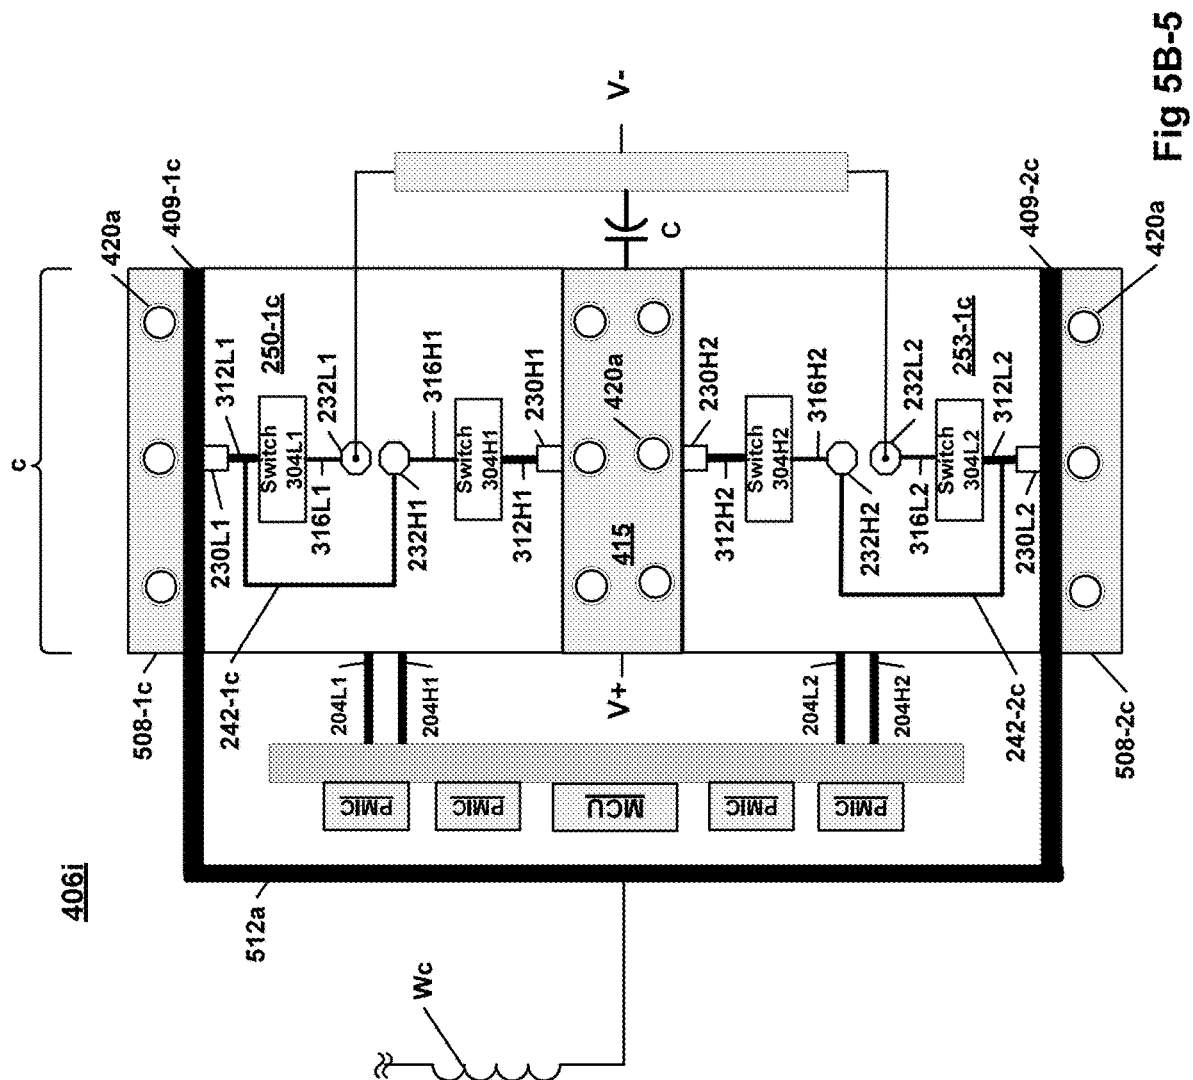 Fig 5B-5
406i
c
420a
409-1c
250-1c
312L1
Switch
304L1
232L1
316L1
230L1
316H1
Switch
304H1
230H1
232H1
312H1
242-1c
508-1c
204L1
204H1
V+
V-
C
415
420a
230H2
316H2
Switch
304H2
312H2
232H2
253-1c
232L2
312L2
Switch
304L2
316L2
230L2
409-2c
420a
204L2
204H2
242-2c
508-2c
PMIC
PMIC
MCU
PMIC
PMIC
512a
Wc